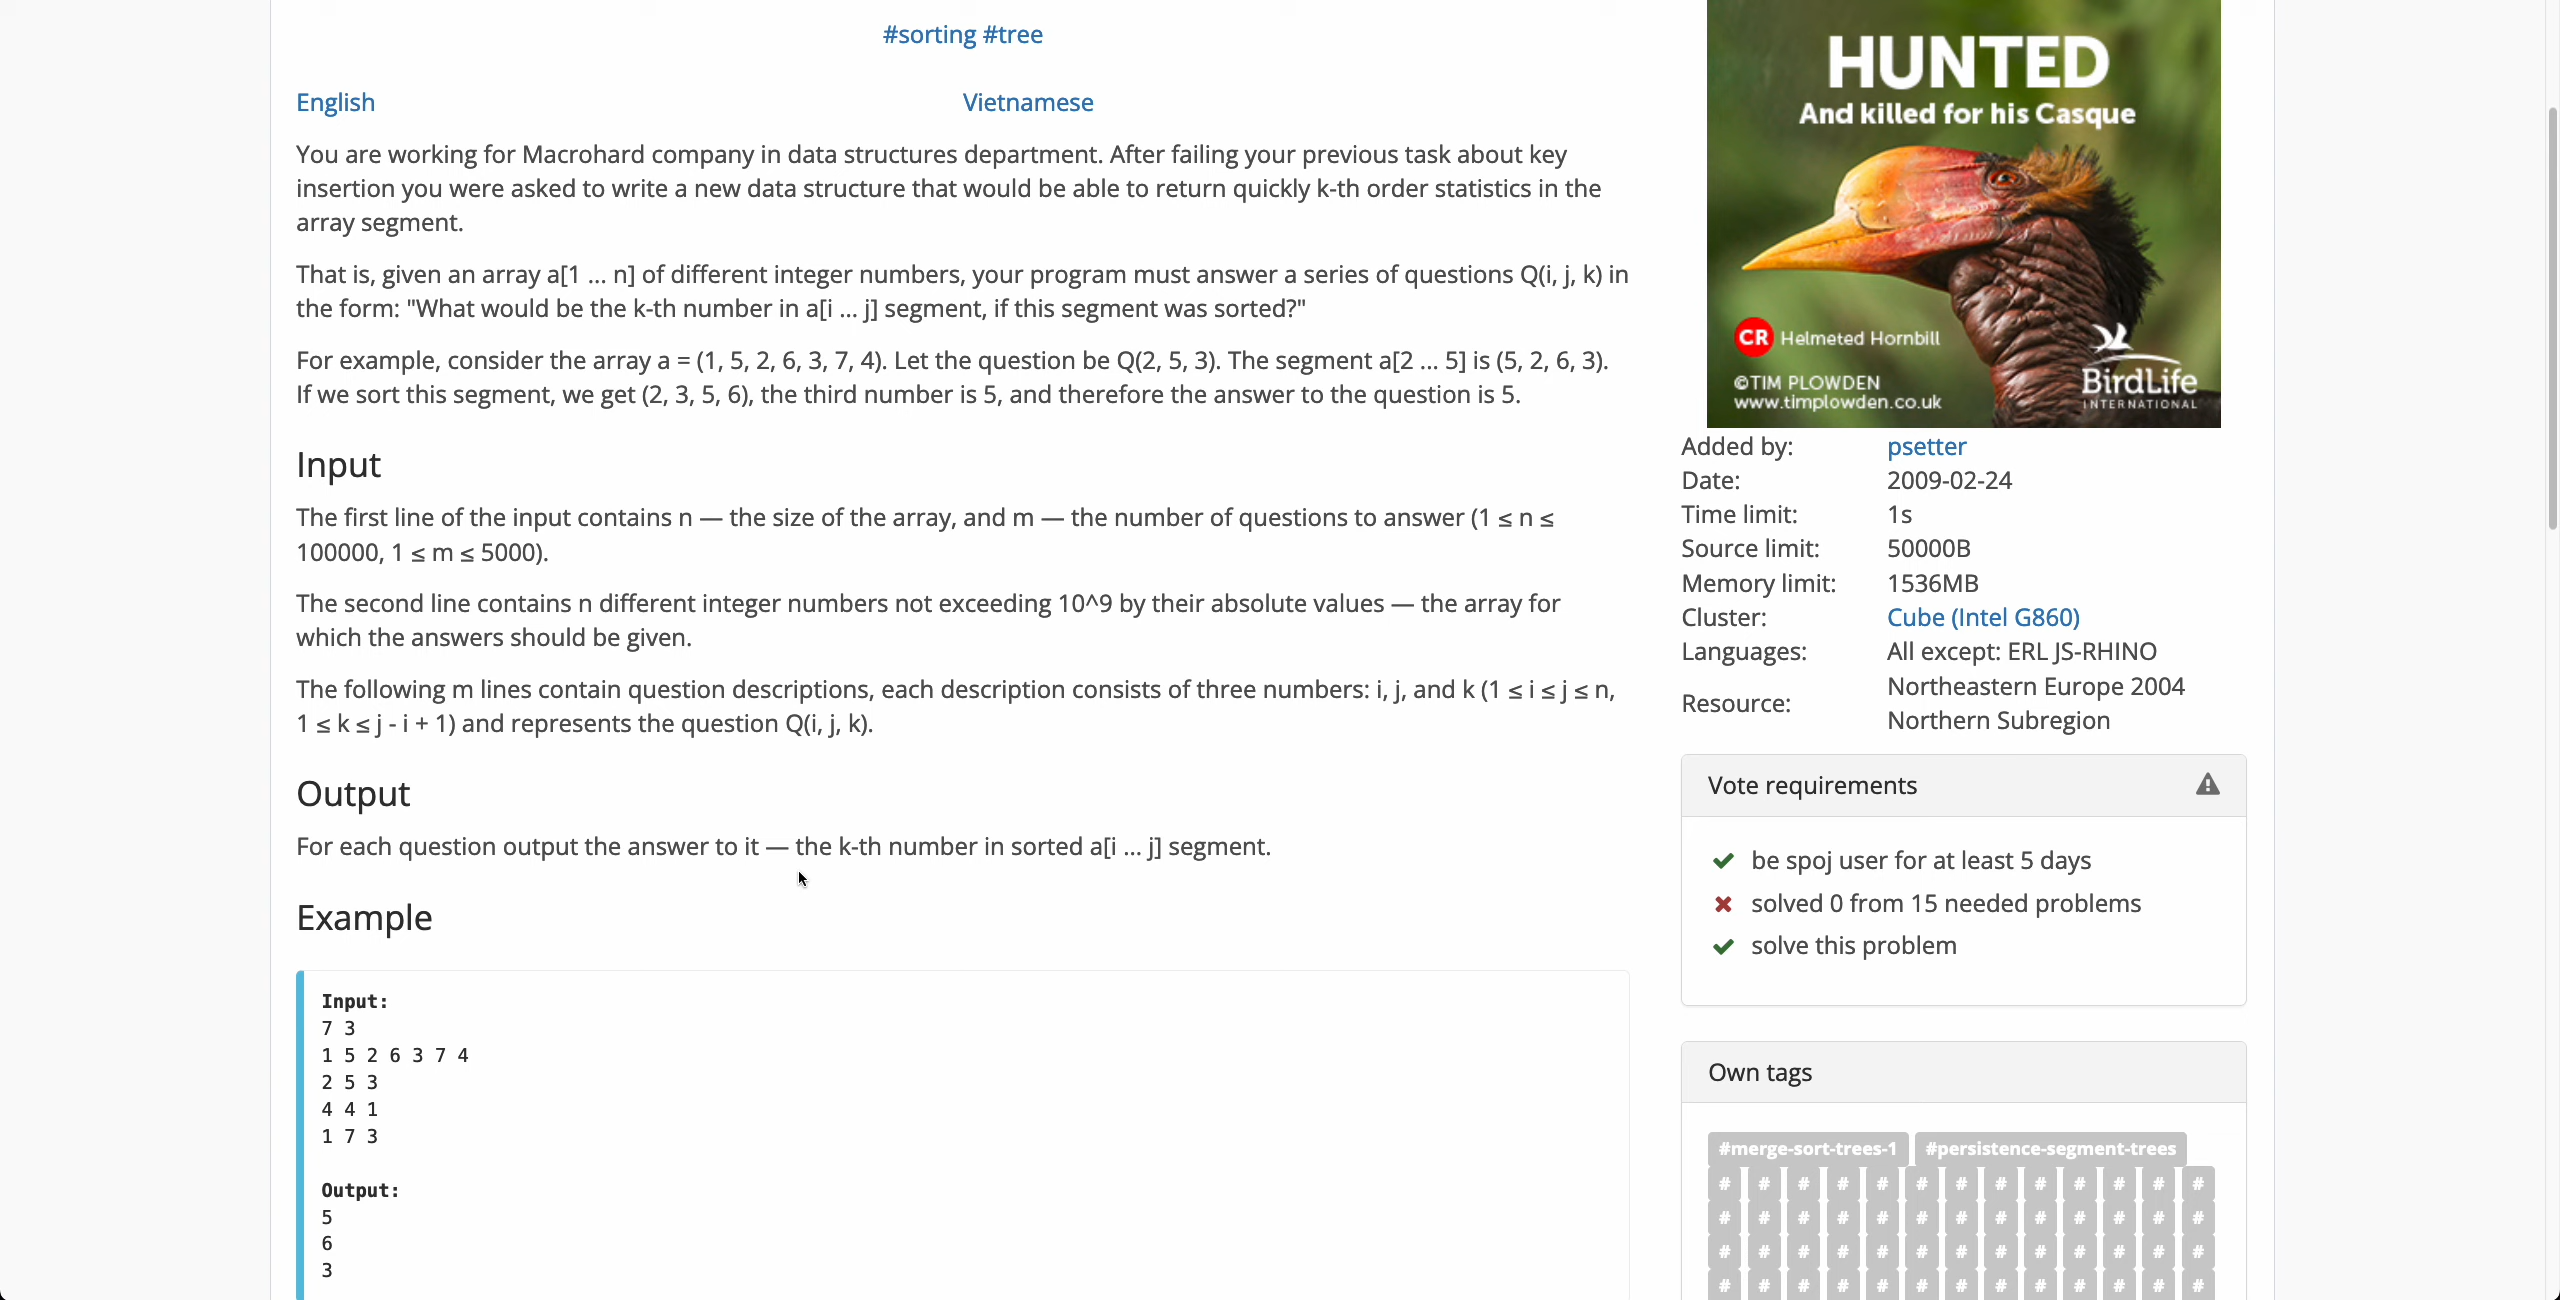 #sorting #tree
English
Vietnamese
You are working for Macrohard company in data structures department. After failing your previous task about key
insertion you were asked to write a new data structure that would be able to return quickly k-th order statistics in the
array segment.
That is, given an array a[1 ... n] of different integer numbers, your program must answer a series of questions Q(i, j, k) in
the form: "What would be the k-th number in a[i ... j] segment, if this segment was sorted?"
For example, consider the array a = (1, 5, 2, 6, 3, 7, 4). Let the question be Q(2, 5, 3). The segment a[2 ... 5] is (5, 2, 6, 3).
If we sort this segment, we get (2, 3, 5, 6), the third number is 5, and therefore the answer to the question is 5.
Input
The first line of the input contains n — the size of the array, and m — the number of questions to answer (1 ≤ n ≤
100000, 1 ≤ m ≤ 5000).
The second line contains n different integer numbers not exceeding 10^9 by their absolute values — the array for
which the answers should be given.
The following m lines contain question descriptions, each description consists of three numbers: i, j, and k (1 ≤ i ≤ j ≤ n,
1 ≤ k ≤ j - i + 1) and represents the question Q(i, j, k).
Output
For each question output the answer to it — the k-th number in sorted a[i ... j] segment.
Example
Input:
7 3
1 5 2 6 3 7 4
2 5 3
4 4 1
1 7 3
Output:
5
6
3
HUNTED
And killed for his Casque
CR Helmeted Hornbill
©TIM PLOWDEN
www.timplowden.co.uk
BirdLife
INTERNATIONAL
Added by: psetter
Date: 2009-02-24
Time limit: 1s
Source limit: 50000B
Memory limit: 1536MB
Cluster: Cube (Intel G860)
Languages: All except: ERL JS-RHINO
Resource: Northeastern Europe 2004
Northern Subregion
Vote requirements
be spoj user for at least 5 days
solved 0 from 15 needed problems
solve this problem
Own tags
#merge-sort-trees-1 #persistence-segment-trees
# # # # # # # # # # # # #
# # # # # # # # # # # # #
# # # # # # # # # # # # #
# # # # # # # # # # # # #